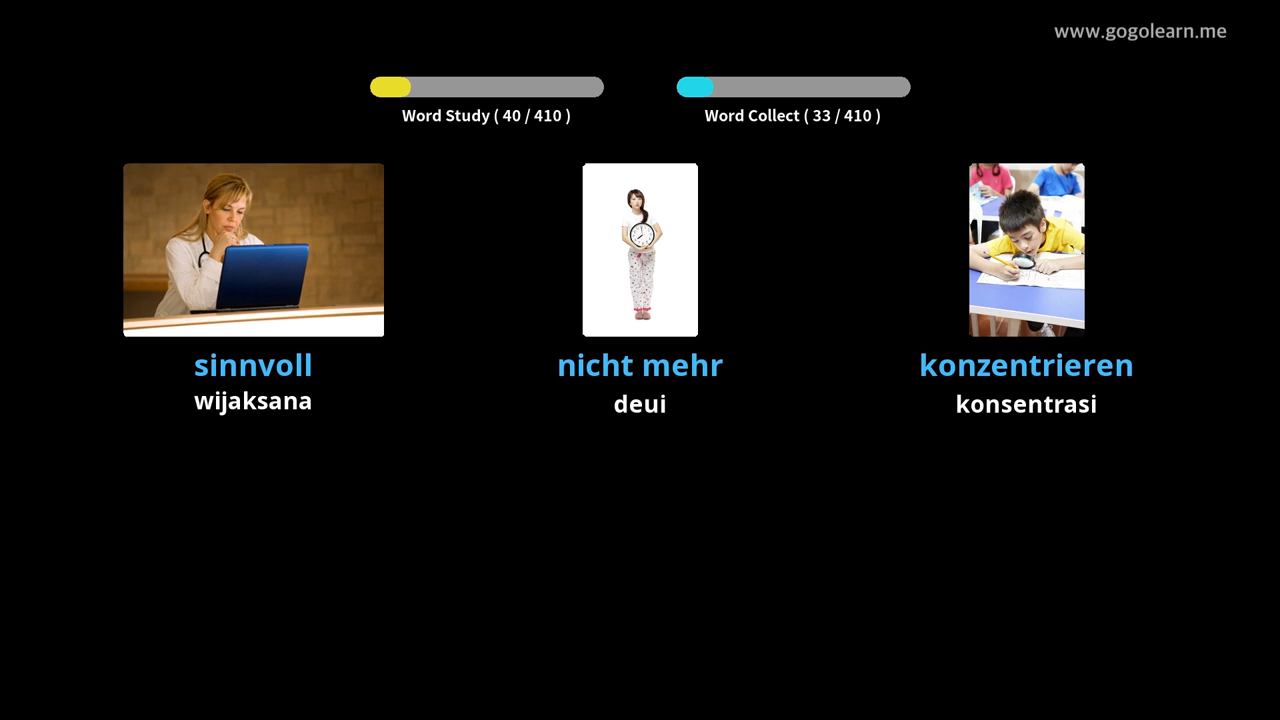 www.gogolearn.me
Word Study ( 40 / 410 )
Word Collect ( 33 / 410 )
sinnvoll
wijaksana
nicht mehr
deui
konzentrieren
konsentrasi